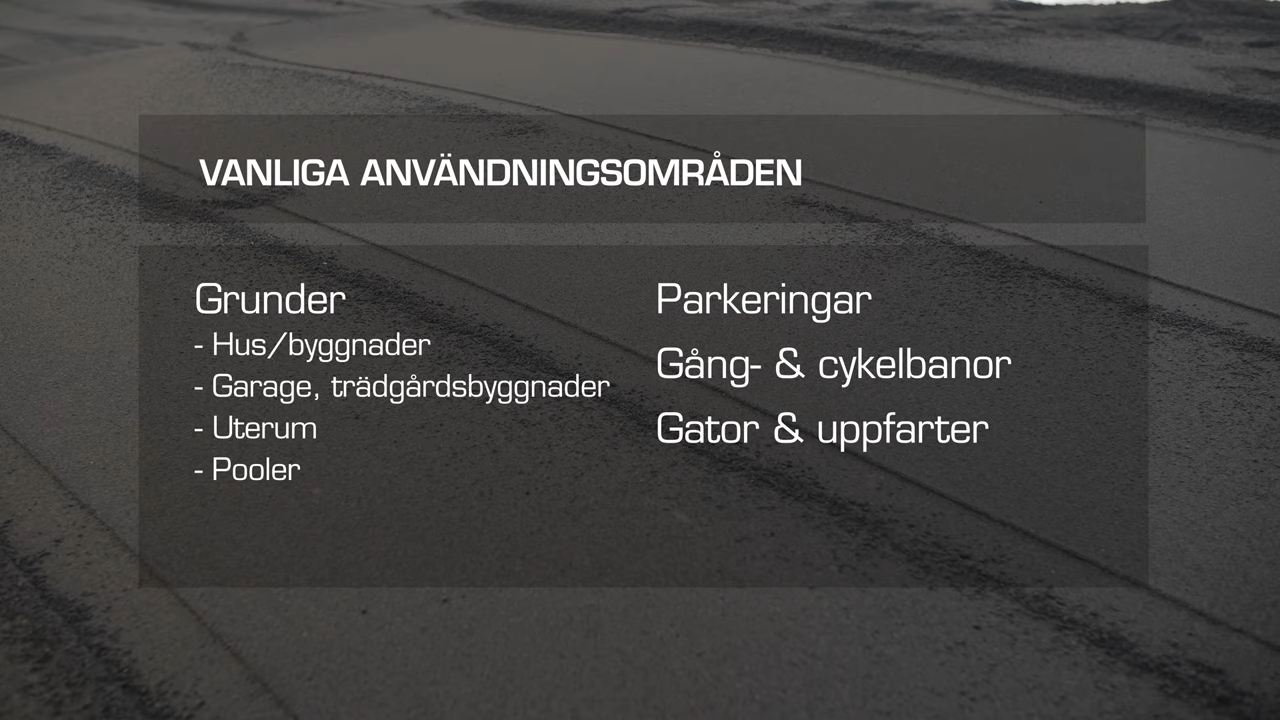 VANLIGA ANVÄNDNINGSOMRÅDEN
Grunder
- Hus/byggnader
- Garage, trädgårdsbyggnader
- Uterum
- Pooler
Parkeringar
Gång- & cykelbanor
Gator & uppfarter